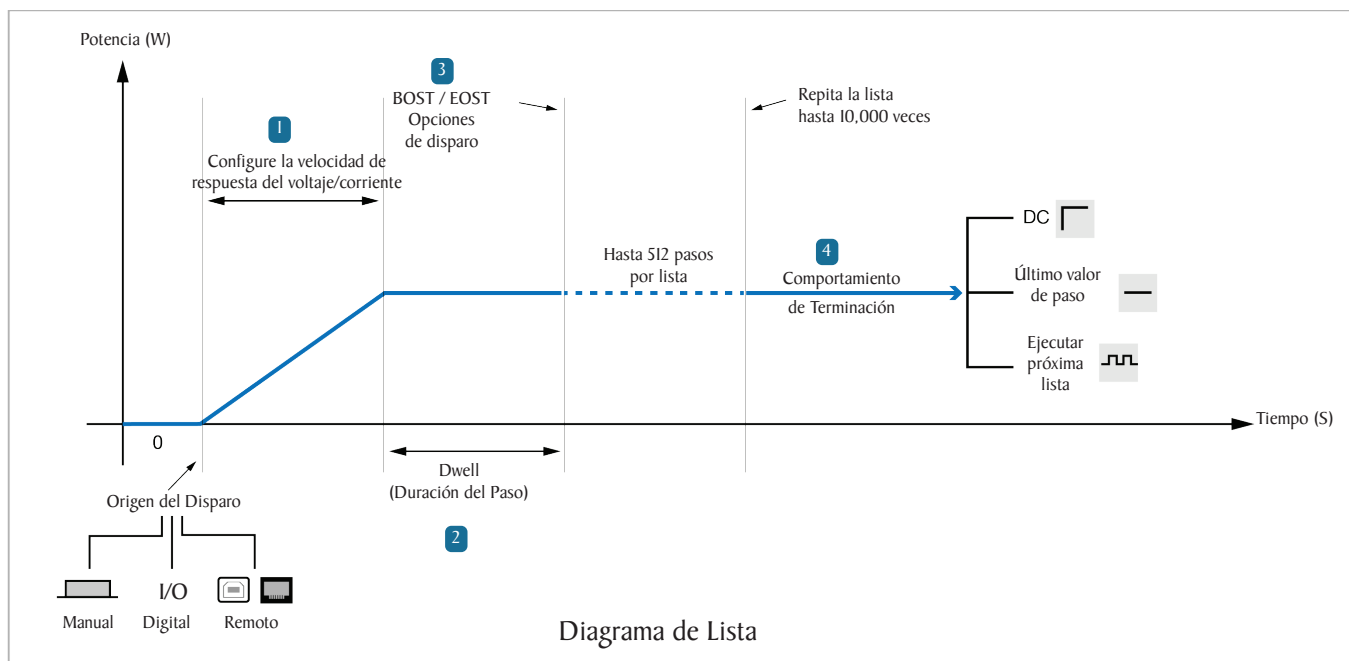 Potencia (W)
3
BOST / EOST
Opciones
de disparo
Repita la lista
hasta 10,000 veces
1
Configure la velocidad de
respuesta del voltaje/corriente
DC
Hasta 512 pasos
por lista
4
Comportamiento
de Terminación
Último valor
de paso
Ejecutar
próxima
lista
Tiempo (S)
0
Dwell
(Duración del Paso)
Origen del Disparo
2
I/O
Manual
Digital
Remoto
Diagrama de Lista